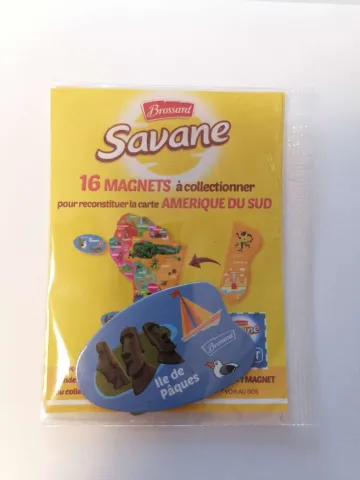 Brossard
Savane
16 MAGNETS à collectionner
pour reconstituer la carte AMERIQUE DU SUD
Brossard
Ile de
Pâques
MAGNET